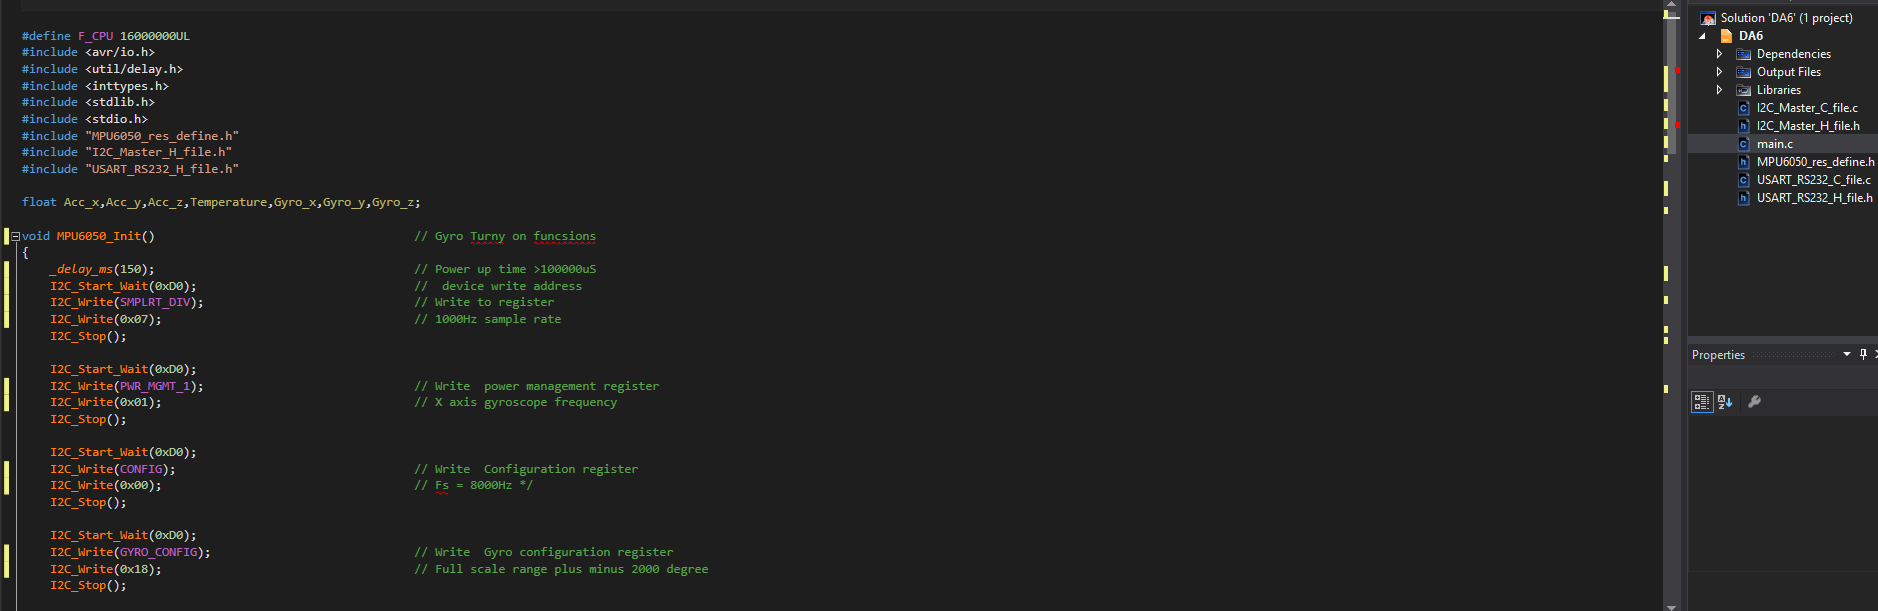 #define F_CPU 16000000UL
#include <avr/io.h>
#include <util/delay.h>
#include <inttypes.h>
#include <stdlib.h>
#include <stdio.h>
#include "MPU6050_res_define.h"
#include "I2C_Master_H_file.h"
#include "USART_RS232_H_file.h"
float Acc_x,Acc_y,Acc_z,Temperature,Gyro_x,Gyro_y,Gyro_z;
void MPU6050_Init() // Gyro Turny on funcsions
{
_delay_ms(150); // Power up time >100000uS
I2C_Start_Wait(0xD0); // device write address
I2C_Write(SMPLRT_DIV); // Write to register
I2C_Write(0x07); // 1000Hz sample rate
I2C_Stop();
I2C_Start_Wait(0xD0);
I2C_Write(PWR_MGMT_1); // Write  power management register
I2C_Write(0x01); // X axis gyroscope frequency
I2C_Stop();
I2C_Start_Wait(0xD0);
I2C_Write(CONFIG); // Write  Configuration register
I2C_Write(0x00); // Fs = 8000Hz */
I2C_Stop();
I2C_Start_Wait(0xD0);
I2C_Write(GYRO_CONFIG); // Write  Gyro configuration register
I2C_Write(0x18); // Full scale range plus minus 2000 degree
I2C_Stop();
Solution 'DA6' (1 project)
DA6
Dependencies
Output Files
Libraries
I2C_Master_C_file.c
I2C_Master_H_file.h
main.c
MPU6050_res_define.h
USART_RS232_C_file.c
USART_RS232_H_file.h
Properties